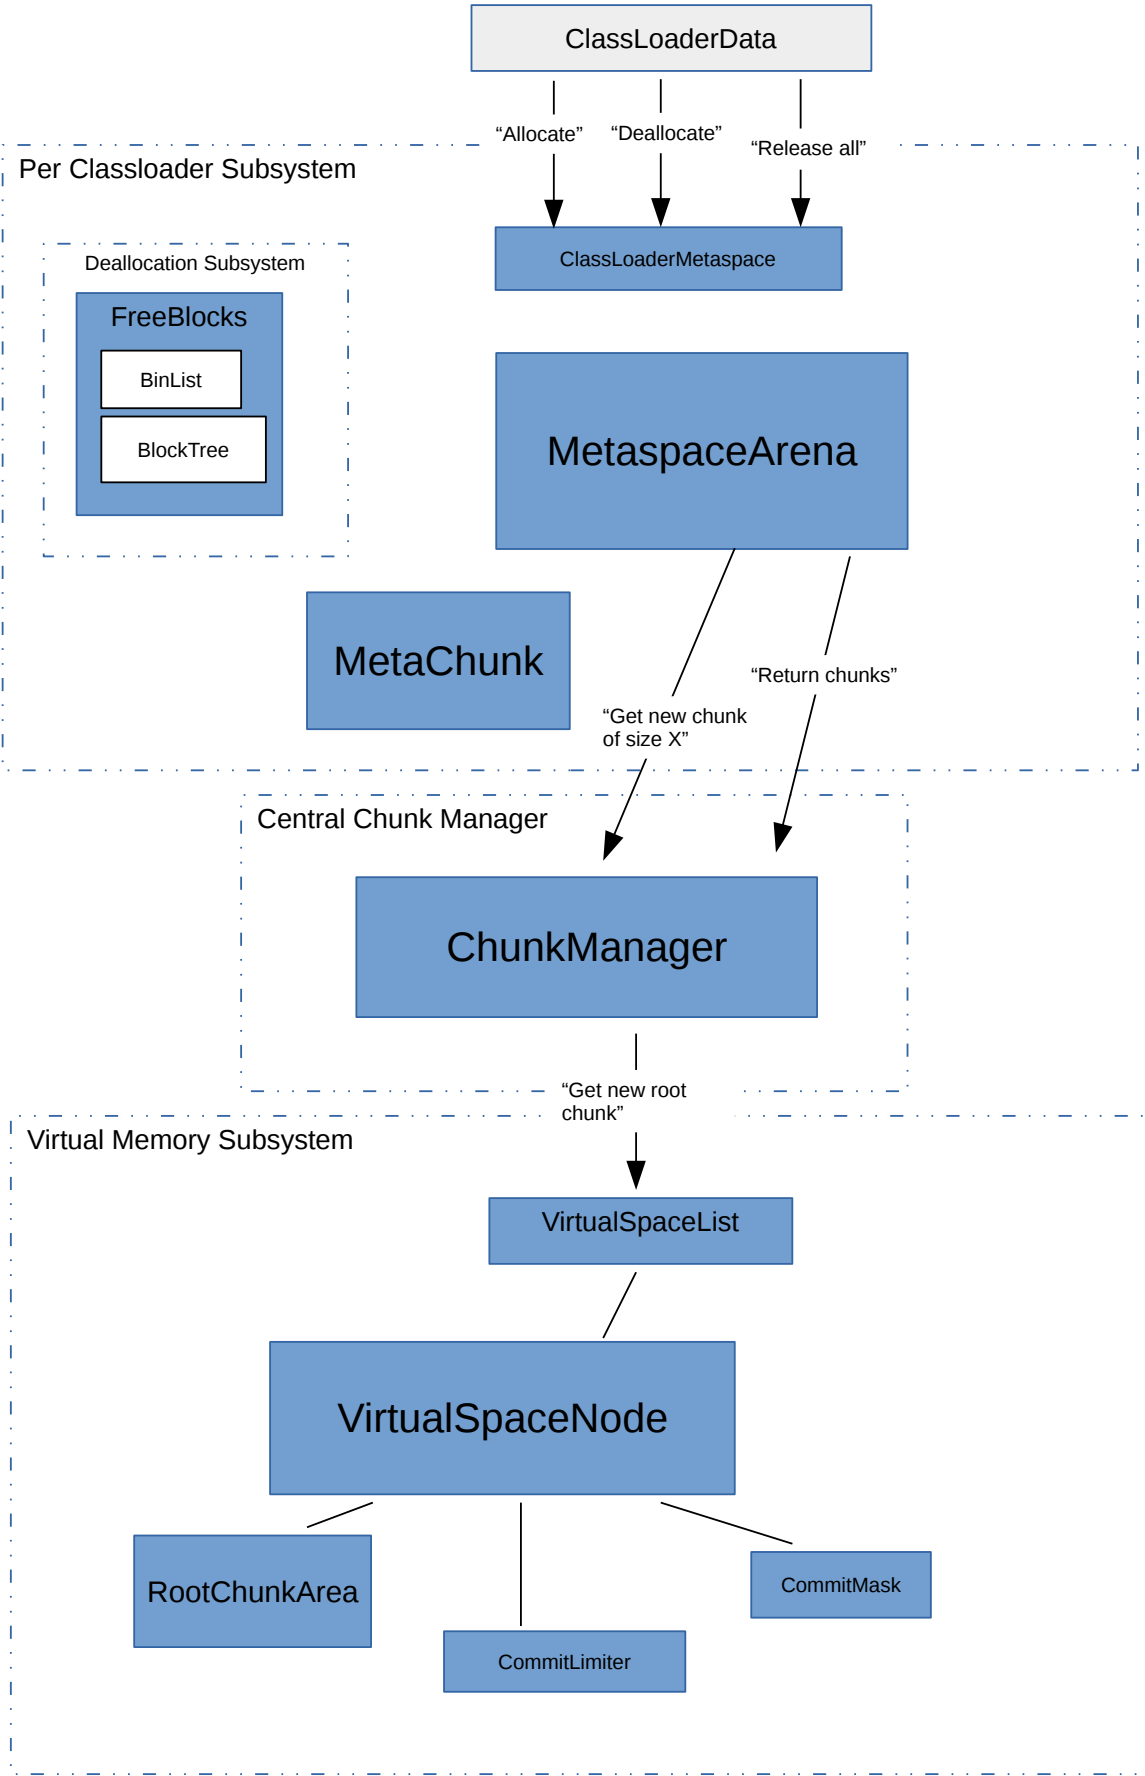 ClassLoaderData
“Allocate”
“Deallocate”
“Release all”
Per Classloader Subsystem
ClassLoaderMetaspace
Deallocation Subsystem
FreeBlocks
BinList
BlockTree
MetaspaceArena
MetaChunk
“Return chunks”
“Get new chunk
of size X”
Central Chunk Manager
ChunkManager
“Get new root
chunk”
Virtual Memory Subsystem
VirtualSpaceList
VirtualSpaceNode
RootChunkArea
CommitMask
CommitLimiter